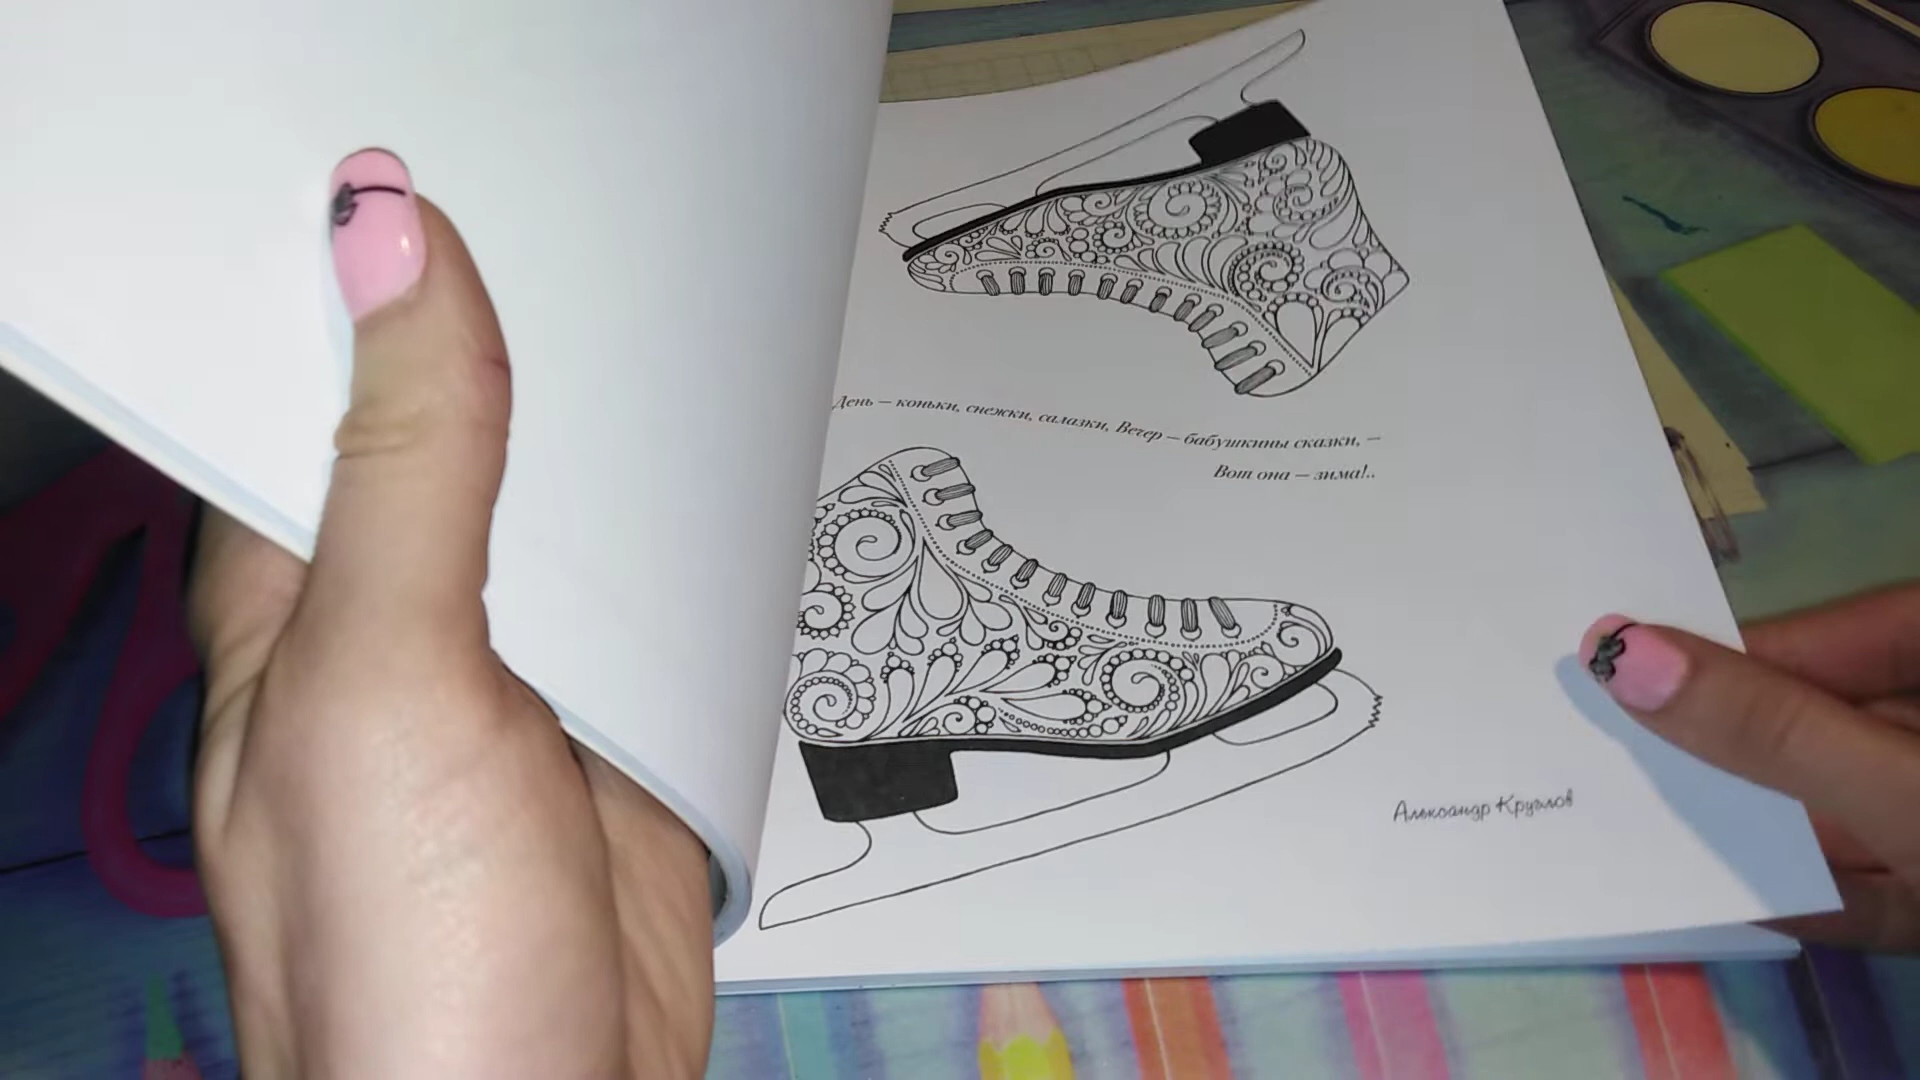 День — коньки, снежки, салазки, Вечер — бабушкины сказки, —
Вот она — зима!..
Александр Круглов